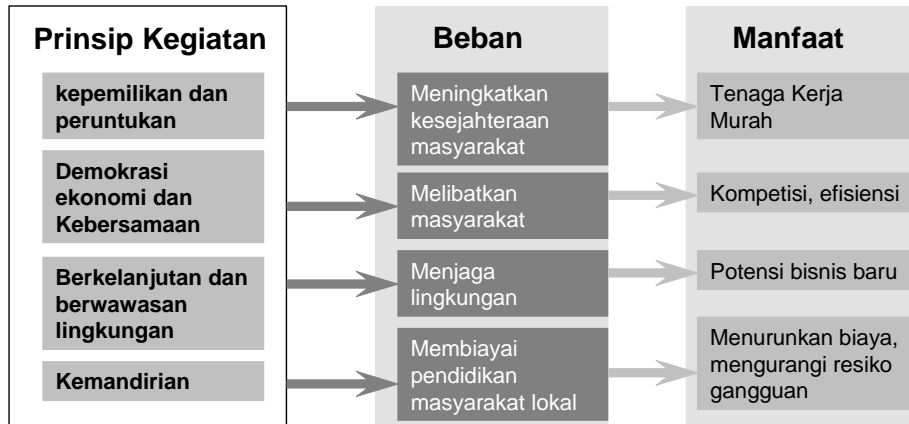 Prinsip Kegiatan
kepemilikan dan
peruntukan
Demokrasi
ekonomi dan
Kebersamaan
Berkelanjutan dan
berwawasan
lingkungan
Kemandirian
Beban
Meningkatkan
kesejahteraan
masyarakat
Melibatkan
masyarakat
Menjaga
lingkungan
Membiayai
pendidikan
masyarakat lokal
Manfaat
Tenaga Kerja
Murah
Kompetisi, efisiensi
Potensi bisnis baru
Menurunkan biaya,
mengurangi resiko
gangguan